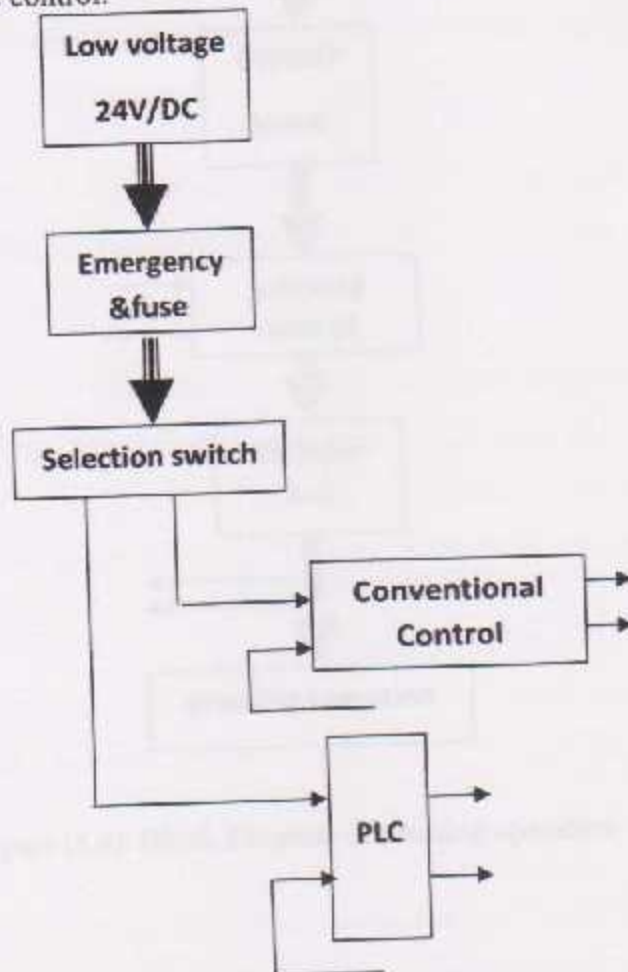 control.
Low voltage
24V/DC
Emergency
&fuse
Selection switch
Conventional
Control
PLC